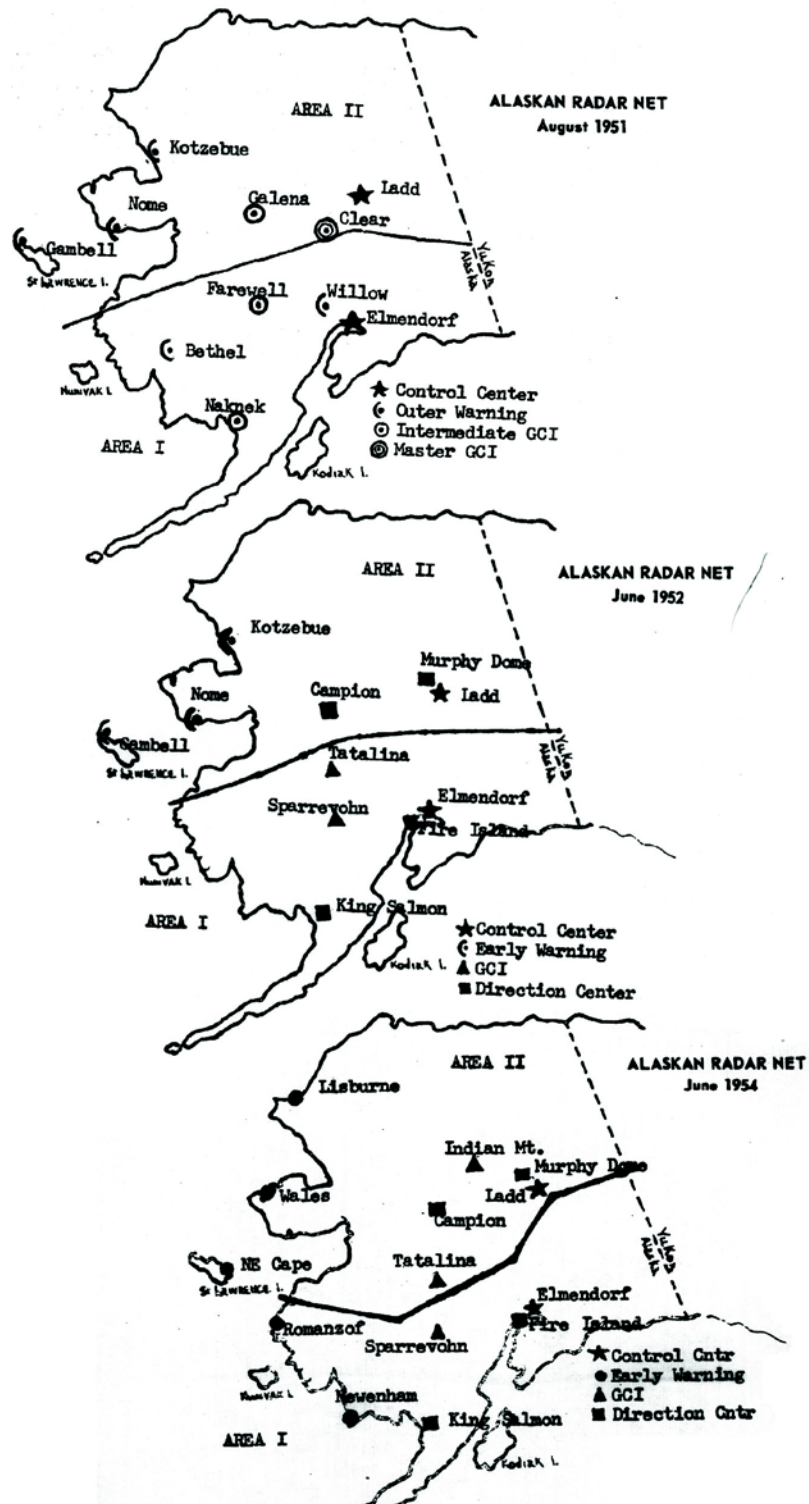 ALASKAN RADAR NET
August 1951
AREA II
Kotzebue
Nome
Galena
Ladd
Clear
Gambell
St LAWRENCE I.
YUKON
Alaska
Farewell
Willow
Elmendorf
Bethel
NUNIVAK I.
Naknek
AREA I
Kodiak I.
Control Center
Outer Warning
Intermediate GCI
Master GCI
ALASKAN RADAR NET
June 1952
AREA II
Kotzebue
Murphy Dome
Nome
Campion
Ladd
Gambell
St LAWRENCE I.
YUKON
Alaska
Tatalina
Elmendorf
Sparrevohn
Fire Island
NUNIVAK I.
King Salmon
AREA I
Kodiak I.
Control Center
Early Warning
GCI
Direction Center
ALASKAN RADAR NET
June 1954
AREA II
Lisburne
Indian Mt.
Murphy Dome
Wales
Ladd
Campion
NE Cape
St LAWRENCE I.
YUKON
Alaska
Tatalina
Elmendorf
Romanzof
Fire Island
Sparrevohn
NUNIVAK I.
Newenham
King Salmon
AREA I
Kodiak I.
Control Cntr
Early Warning
GCI
Direction Cntr